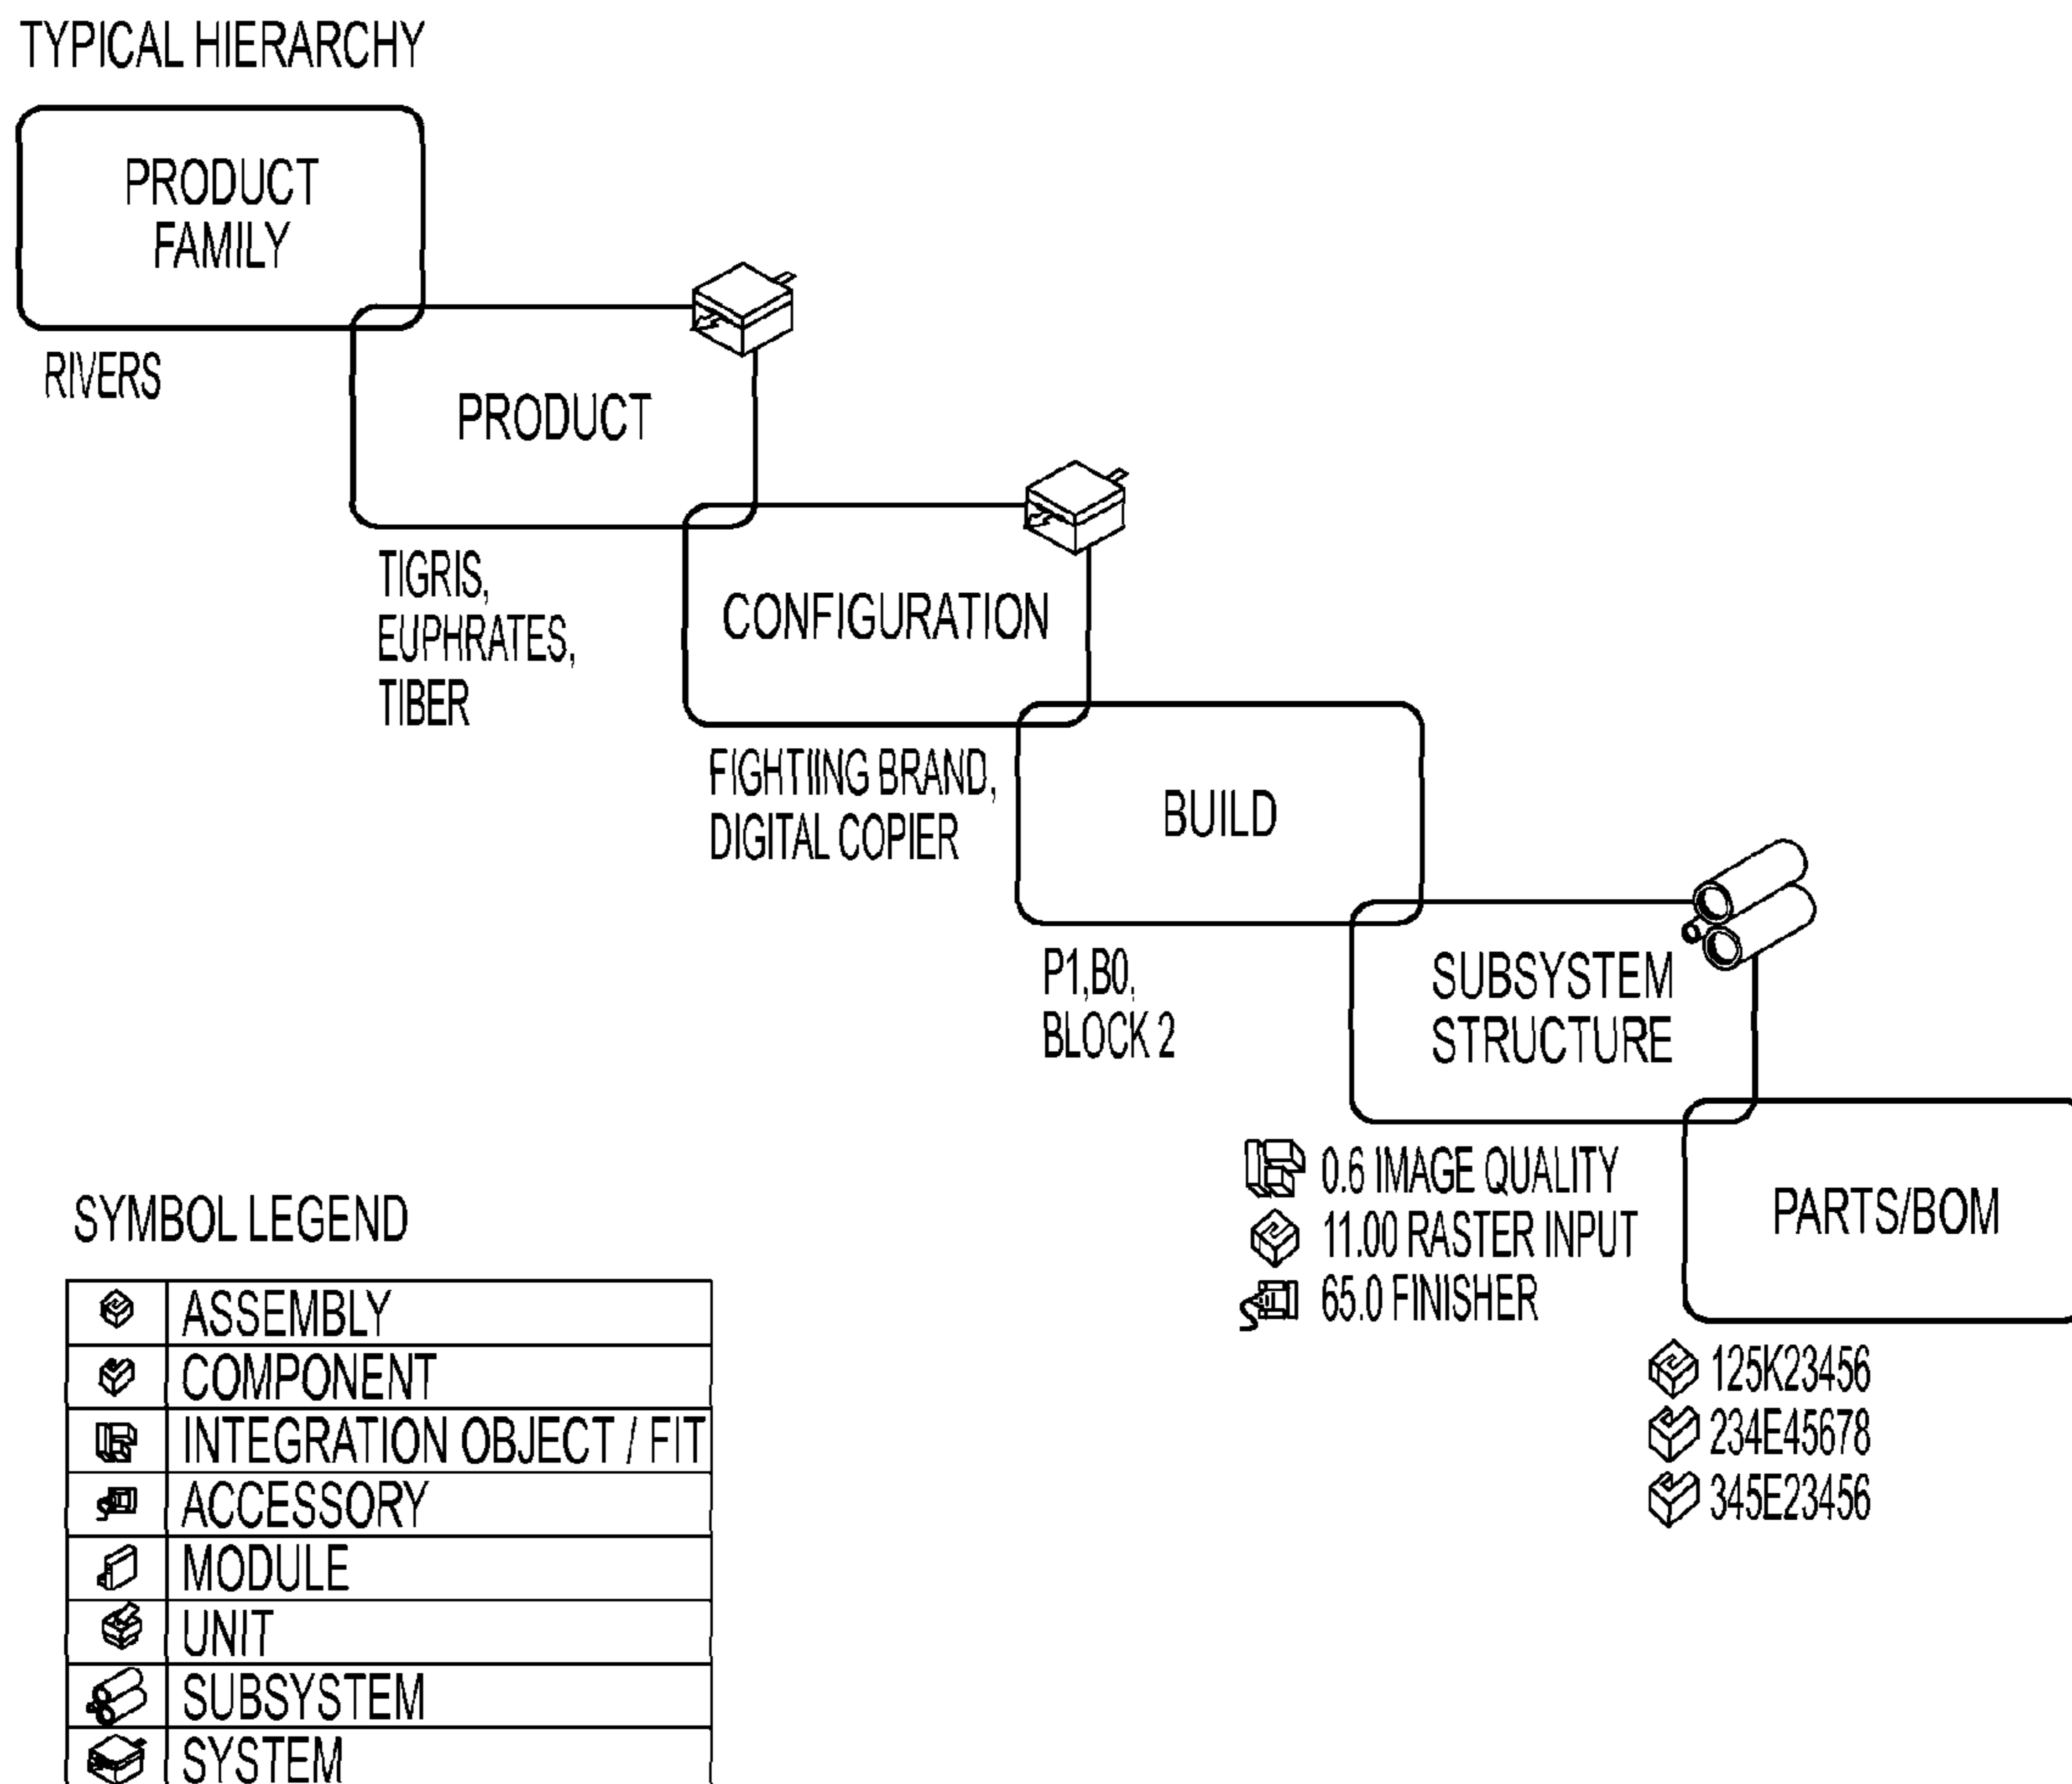 TYPICAL HIERARCHY
PRODUCT
FAMILY
RIVERS
PRODUCT
TIGRIS,
EUPHRATES,
TIBER
CONFIGURATION
FIGHTIING BRAND,
DIGITAL COPIER
BUILD
P1,B0,
BLOCK 2
SUBSYSTEM
STRUCTURE
0.6 IMAGE QUALITY
11.00 RASTER INPUT
65.0 FINISHER
PARTS/BOM
125K23456
234E45678
345E23456
SYMBOL LEGEND
ASSEMBLY
COMPONENT
INTEGRATION OBJECT / FIT
ACCESSORY
MODULE
UNIT
SUBSYSTEM
SYSTEM